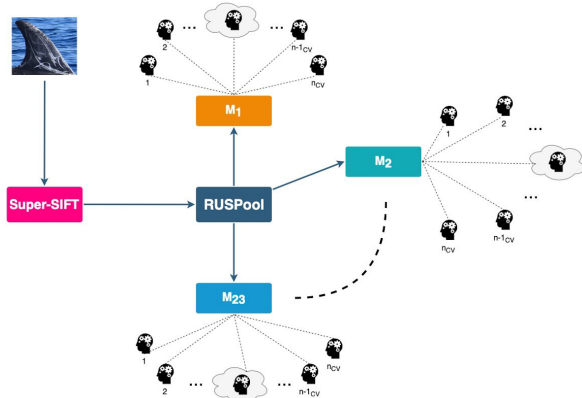 2
...
...
n-1CV
1
nCV
M1
1
2
...
M2
Super-SIFT
RUSPool
...
nCV
n-1CV
M23
1
nCV
2
...
...
n-1CV